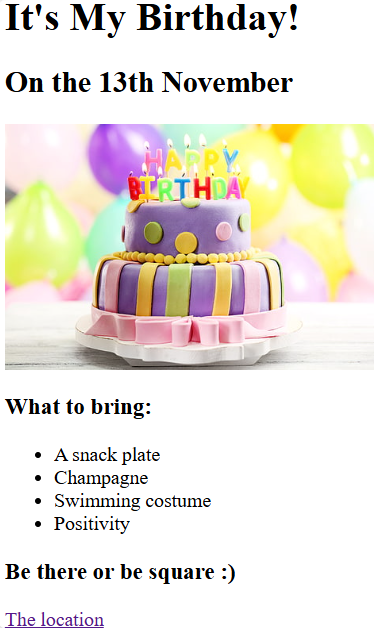 It's My Birthday!
On the 13th November
HAPPY
BIRTHDAY
What to bring:
A snack plate
Champagne
Swimming costume
Positivity
Be there or be square :)
The location